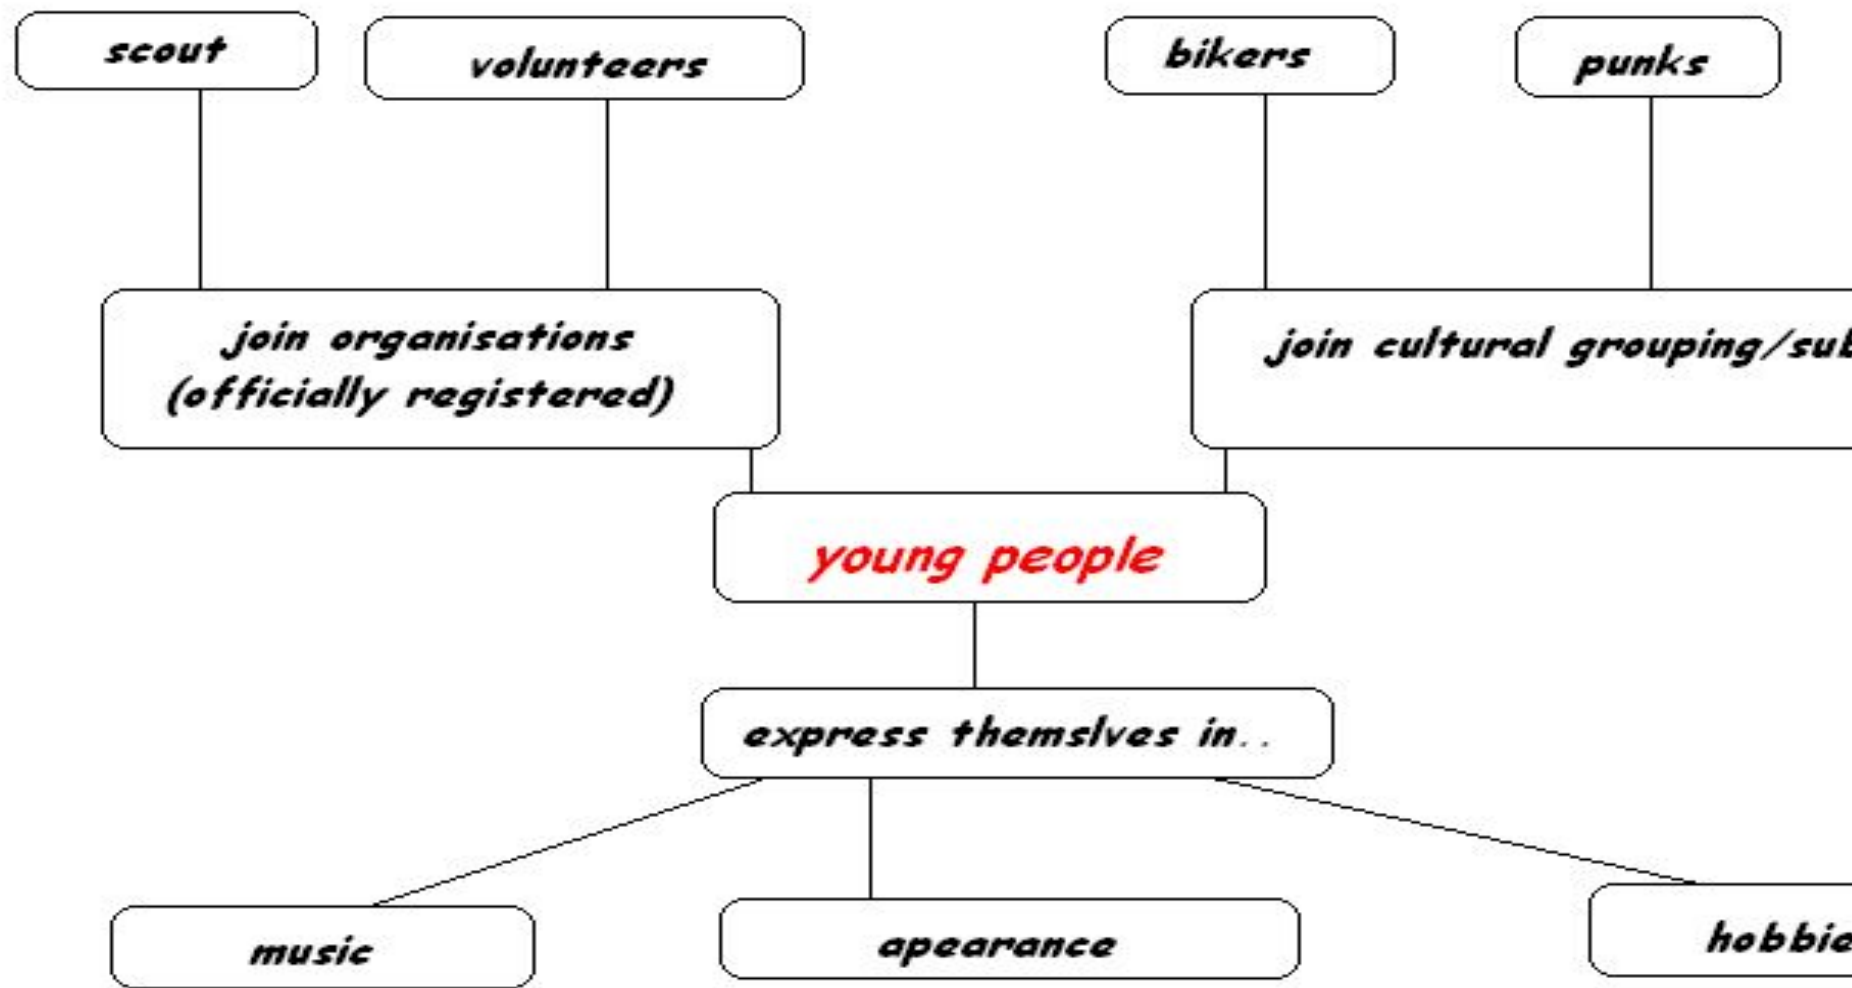 scout
volunteers
bikers
punks
join organisations
(officially registered)
join cultural grouping/sub
young people
express themslves in..
music
apearance
hobbie